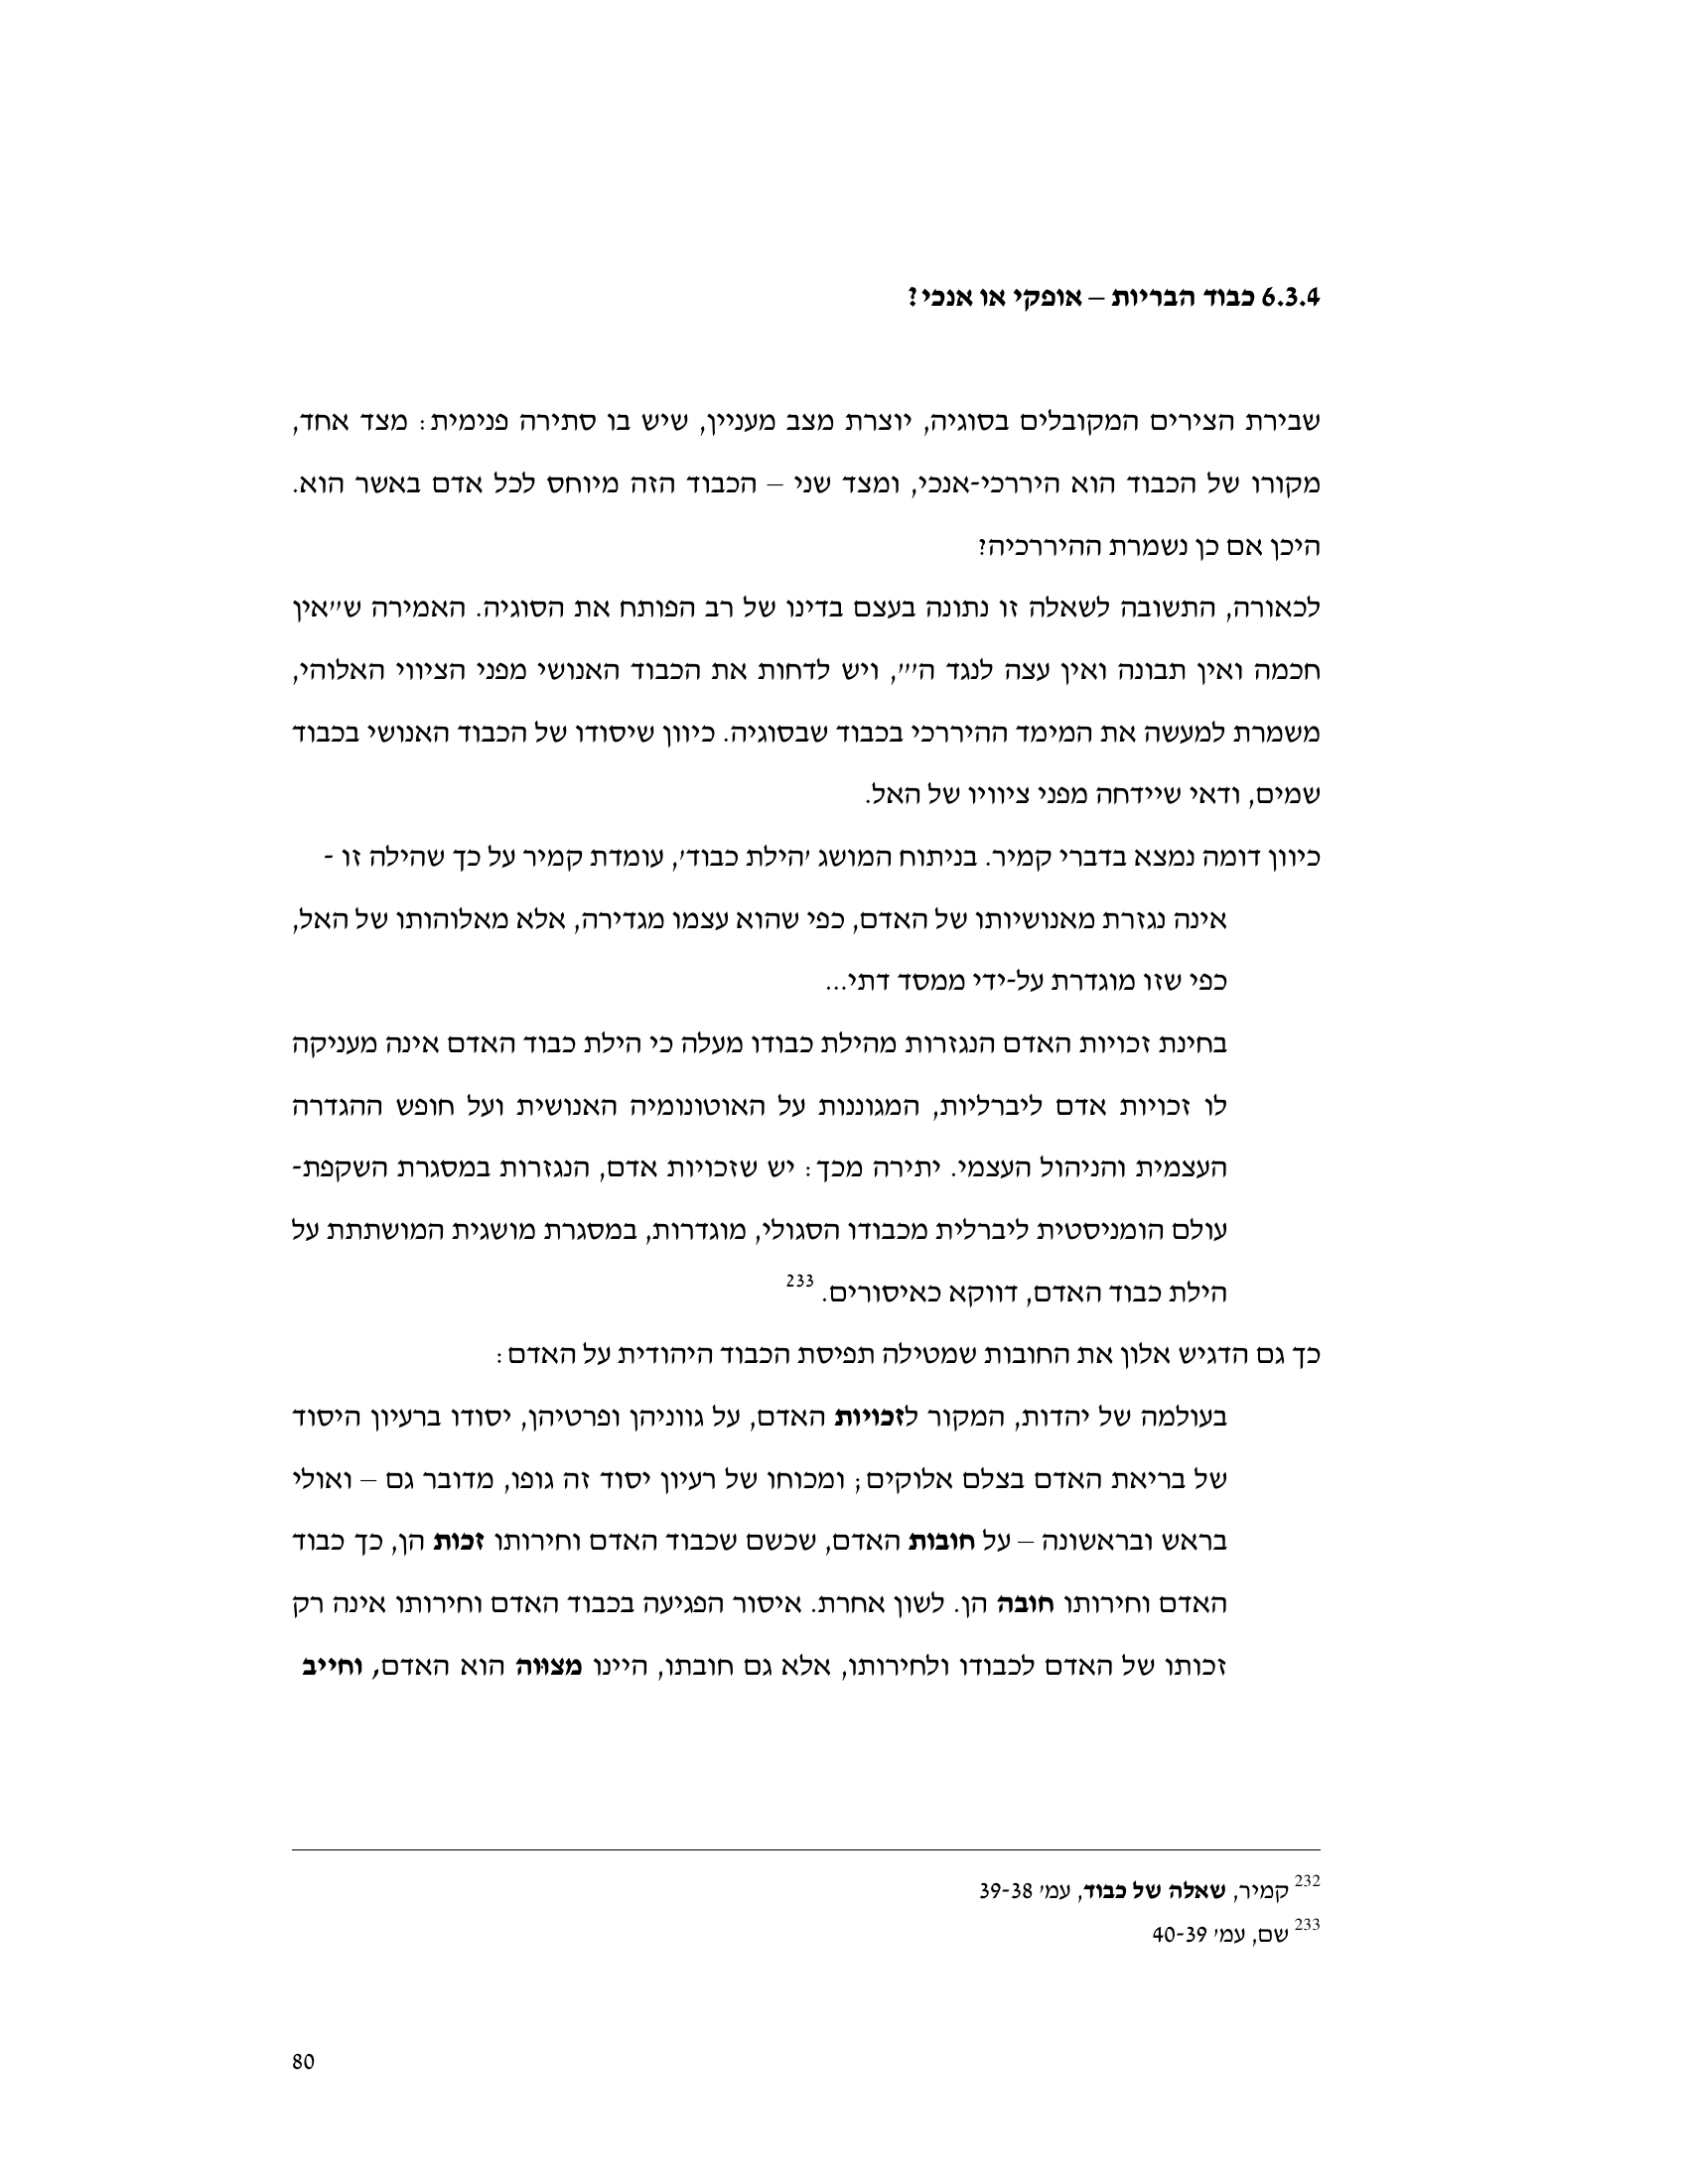 6.3.4 כבוד הבריות – אופקי או אנכי?
שבירת הצירים המקובלים בסוגיה, יוצרת מצב מעניין, שיש בו סתירה פנימית: מצד אחד,
מקורו של הכבוד הוא היררכי-אנכי, ומצד שני – הכבוד הזה מיוחס לכל אדם באשר הוא.
היכן אם כן נשמרת ההיררכיה?
לכאורה, התשובה לשאלה זו נתונה בעצם בדינו של רב הפותח את הסוגיה. האמירה ש"אין
חכמה ואין תבונה ואין עצה לנגד ה'", ויש לדחות את הכבוד האנושי מפני הציווי האלוהי,
משמרת למעשה את המימד ההיררכי בכבוד שבסוגיה. כיוון שיסודו של הכבוד האנושי בכבוד
שמים, ודאי שיידחה מפני ציוויו של האל.
כיוון דומה נמצא בדברי קמיר. בניתוח המושג 'הילת כבוד', עומדת קמיר על כך שהילה זו -
אינה נגזרת מאנושיותו של האדם, כפי שהוא עצמו מגדירה, אלא מאלוהותו של האל,
כפי שזו מוגדרת על-ידי ממסד דתי...
בחינת זכויות האדם הנגזרות מהילת כבודו מעלה כי הילת כבוד האדם אינה מעניקה
לו זכויות אדם ליברליות, המגוננות על האוטונומיה האנושית ועל חופש ההגדרה
העצמית והניהול העצמי. יתירה מכך: יש שזכויות אדם, הנגזרות במסגרת השקפת-
עולם הומניסטית ליברלית מכבודו הסגולי, מוגדרות, במסגרת מושגית המושתתת על
הילת כבוד האדם, דווקא כאיסורים. 233
כך גם הדגיש אלון את החובות שמטילה תפיסת הכבוד היהודית על האדם:
בעולמה של יהדות, המקור לזכויות האדם, על גווניהן ופרטיהן, יסודו ברעיון היסוד
של בריאת האדם בצלם אלוקים; ומכוחו של רעיון יסוד זה גופו, מדובר גם – ואולי
בראש ובראשונה – על חובות האדם, שכשם שכבוד האדם וחירותו זכות הן, כך כבוד
האדם וחירותו חובה הן. לשון אחרת. איסור הפגיעה בכבוד האדם וחירותו אינה רק
זכותו של האדם לכבודו ולחירותו, אלא גם חובתו, היינו מצוּוה הוא האדם, וחייב
232 קמיר, שאלה של כבוד, עמ' 39-38
233 שם, עמ' 40-39
80